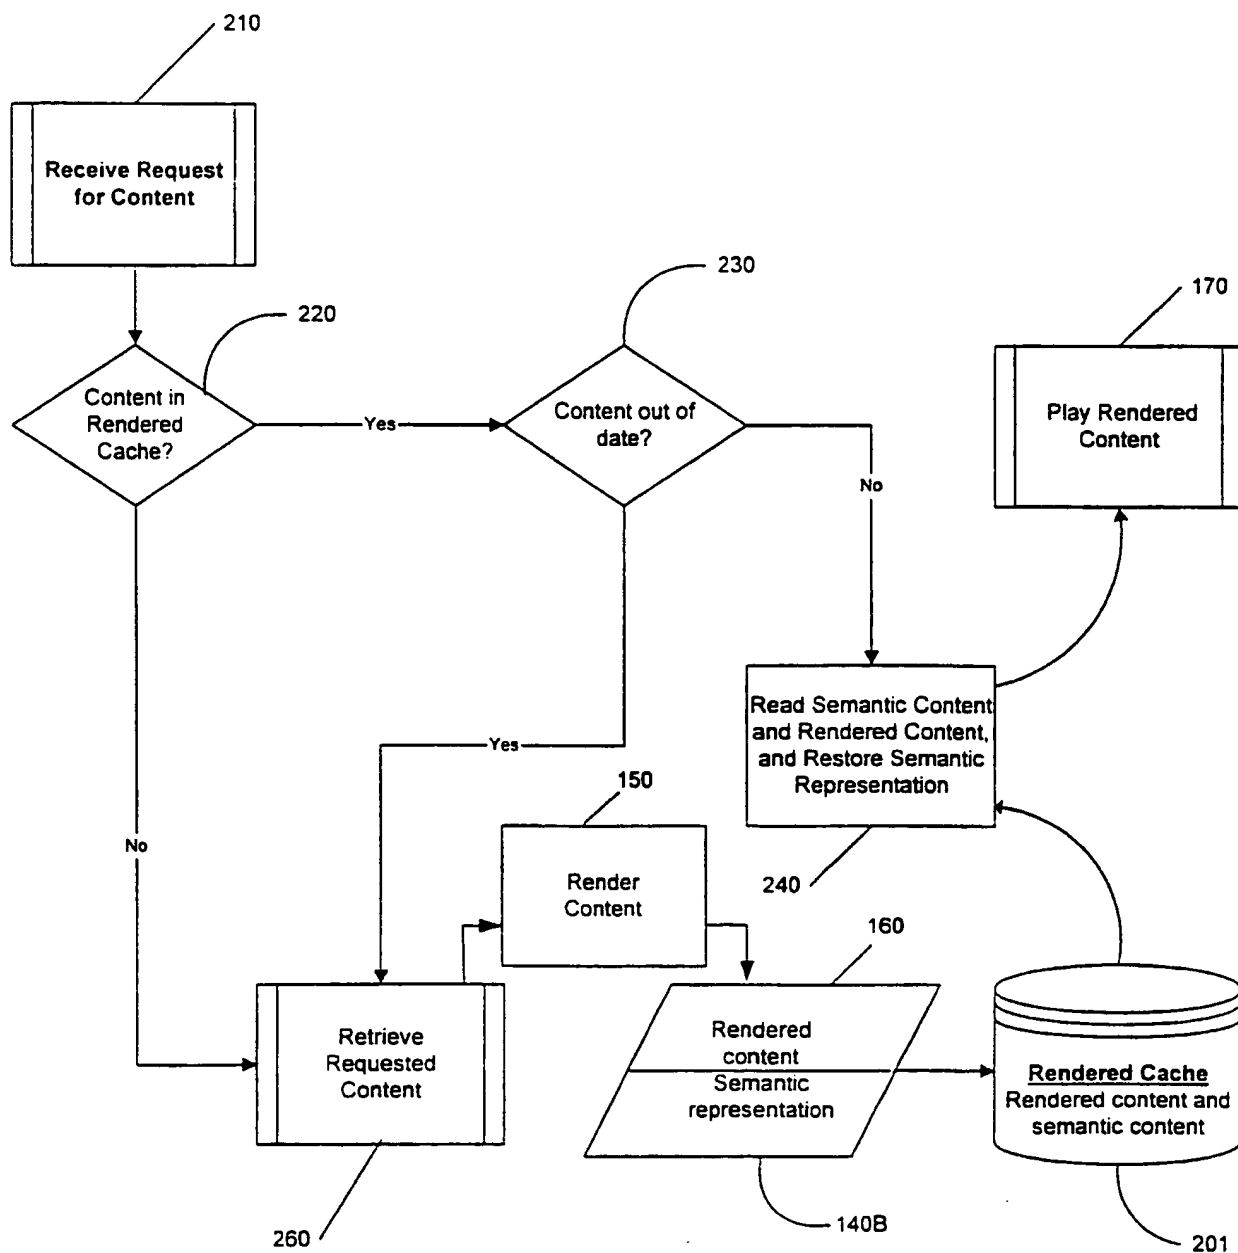 210
Receive Request
for Content
220
230
170
Content in
Rendered
Cache?
Yes
Content out of
date?
No
Play Rendered
Content
Read Semantic Content
and Rendered Content,
and Restore Semantic
Representation
Yes
No
150
Render
Content
240
160
Retrieve
Requested
Content
Rendered
content
Semantic
representation
Rendered Cache
Rendered content and
semantic content
260
140B
201